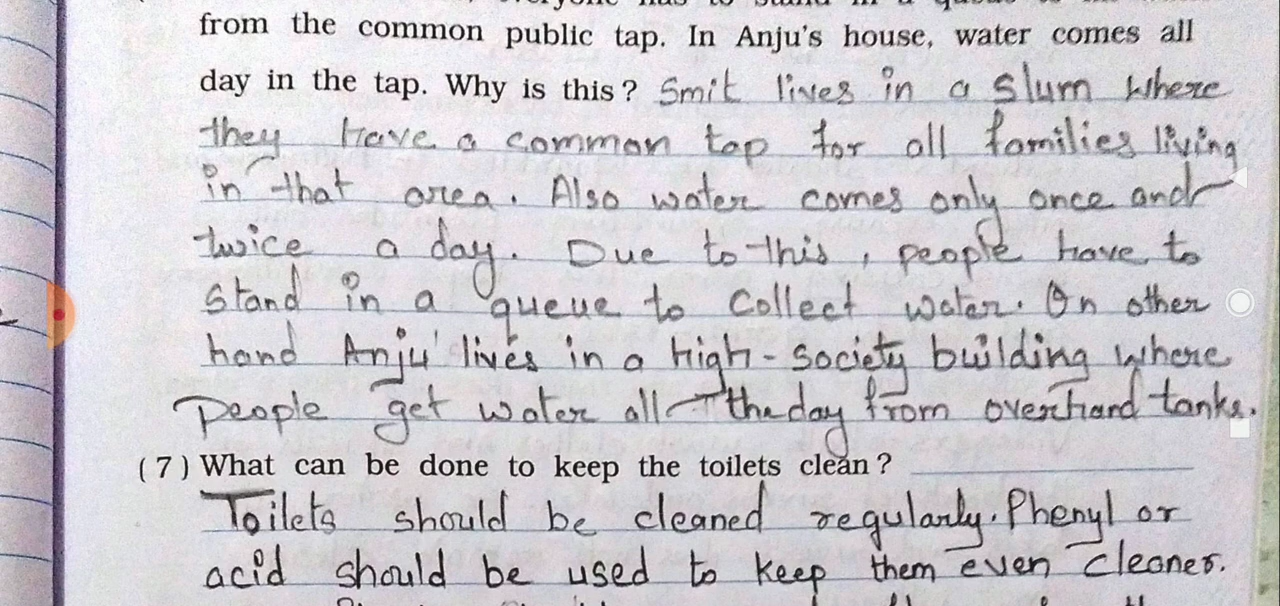 from the common public tap. In Anju's house, water comes all
day in the tap. Why is this? Smit lives in a slum where
they have a common tap for all families living
in that area. Also water comes only once and
twice a day. Due to this, people have to
stand in a queue to collect water. On other
hand Anju lives in a high-society building where
People get water all the day from overhand tanks.
(7) What can be done to keep the toilets clean?
Toilets should be cleaned regularly. Phenyl or
acid should be used to keep them even cleaner.